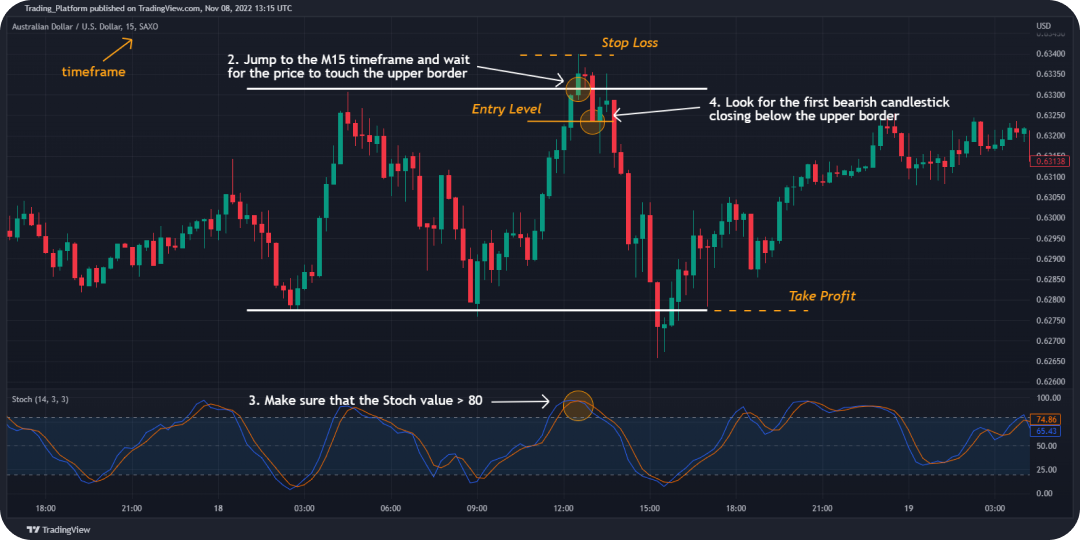 Trading_Platform published on TradingView.com, Nov 08, 2022 13:15 UTC
Australian Dollar / U.S. Dollar, 15, SAXO
USD
timeframe
Stop Loss
2. Jump to the M15 timeframe and wait
for the price to touch the upper border
Entry Level
4. Look for the first bearish candlestick
closing below the upper border
Take Profit
0.63400
0.63350
0.63300
0.63250
0.63200
0.63138
0.63100
0.63050
0.63000
0.62950
0.62900
0.62850
0.62800
0.62750
0.62700
0.62650
0.62600
Stoch (14, 3, 3)
3. Make sure that the Stoch value > 80
100.00
74.86
65.43
50.00
25.00
0.00
18:00 21:00 18 03:00 06:00 09:00 12:00 15:00 18:00 21:00 19 03:00
TradingView